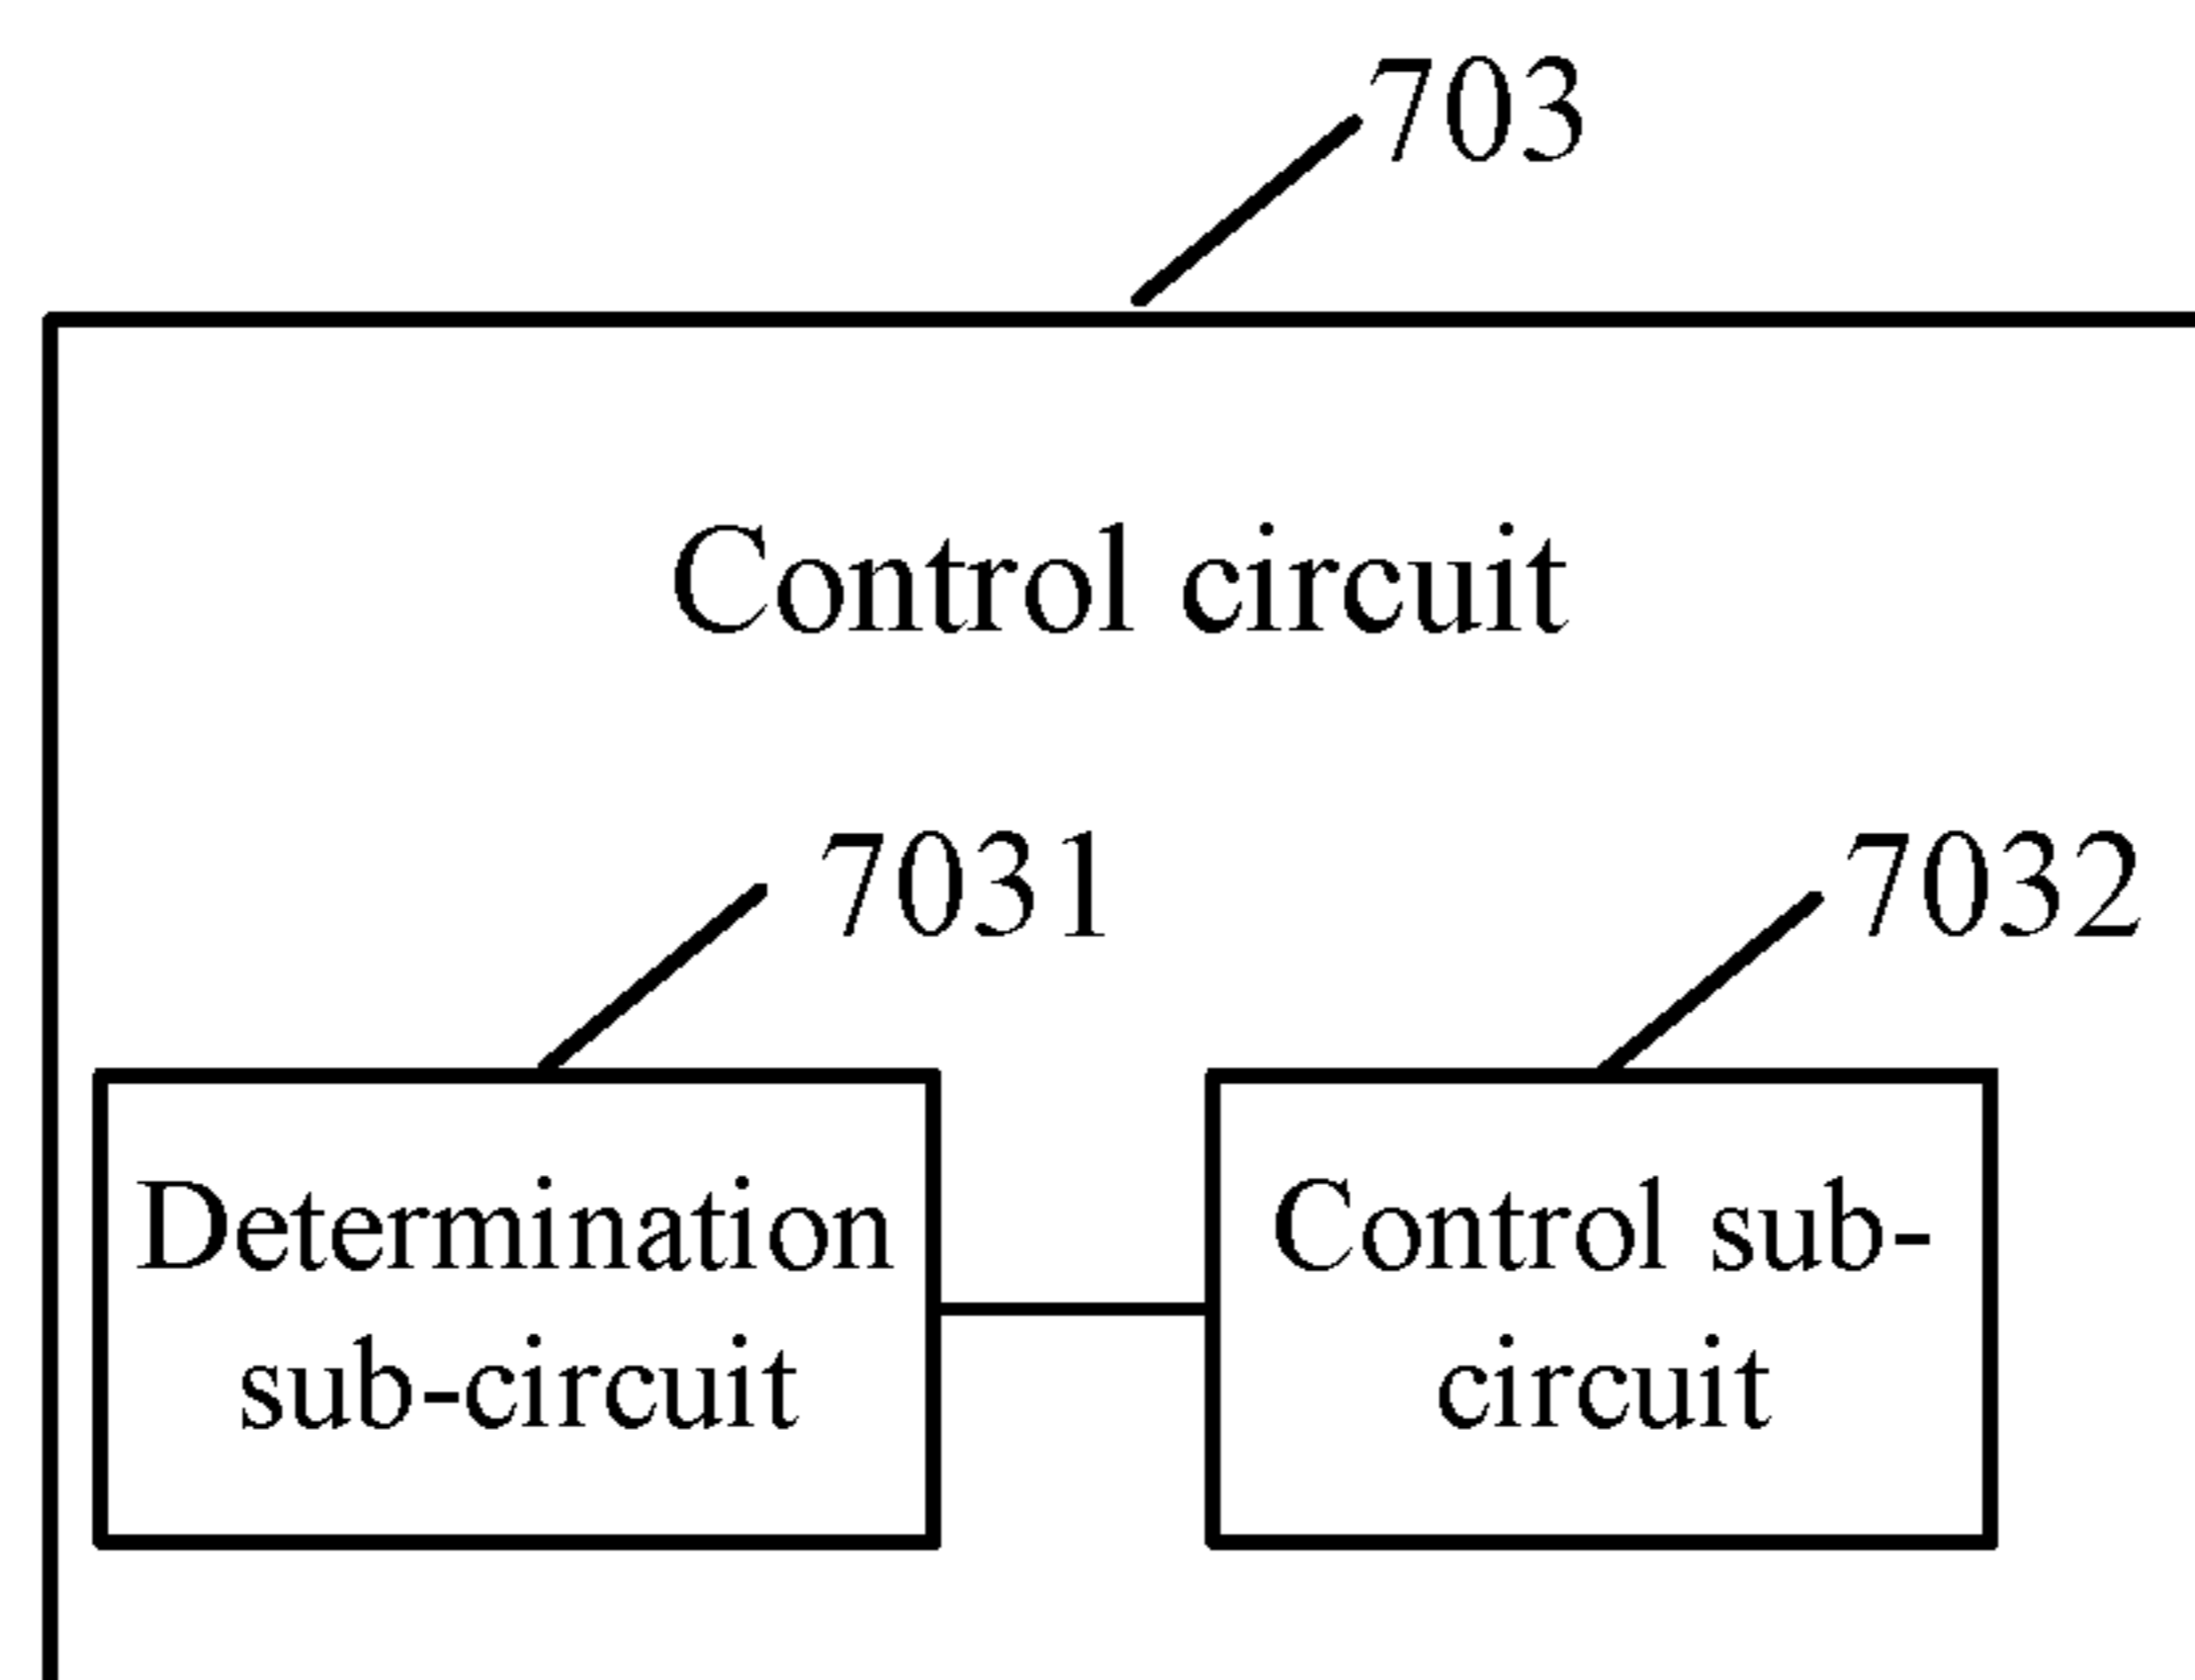 703
Control circuit
7031
7032
Determination
sub-circuit
Control sub-
circuit